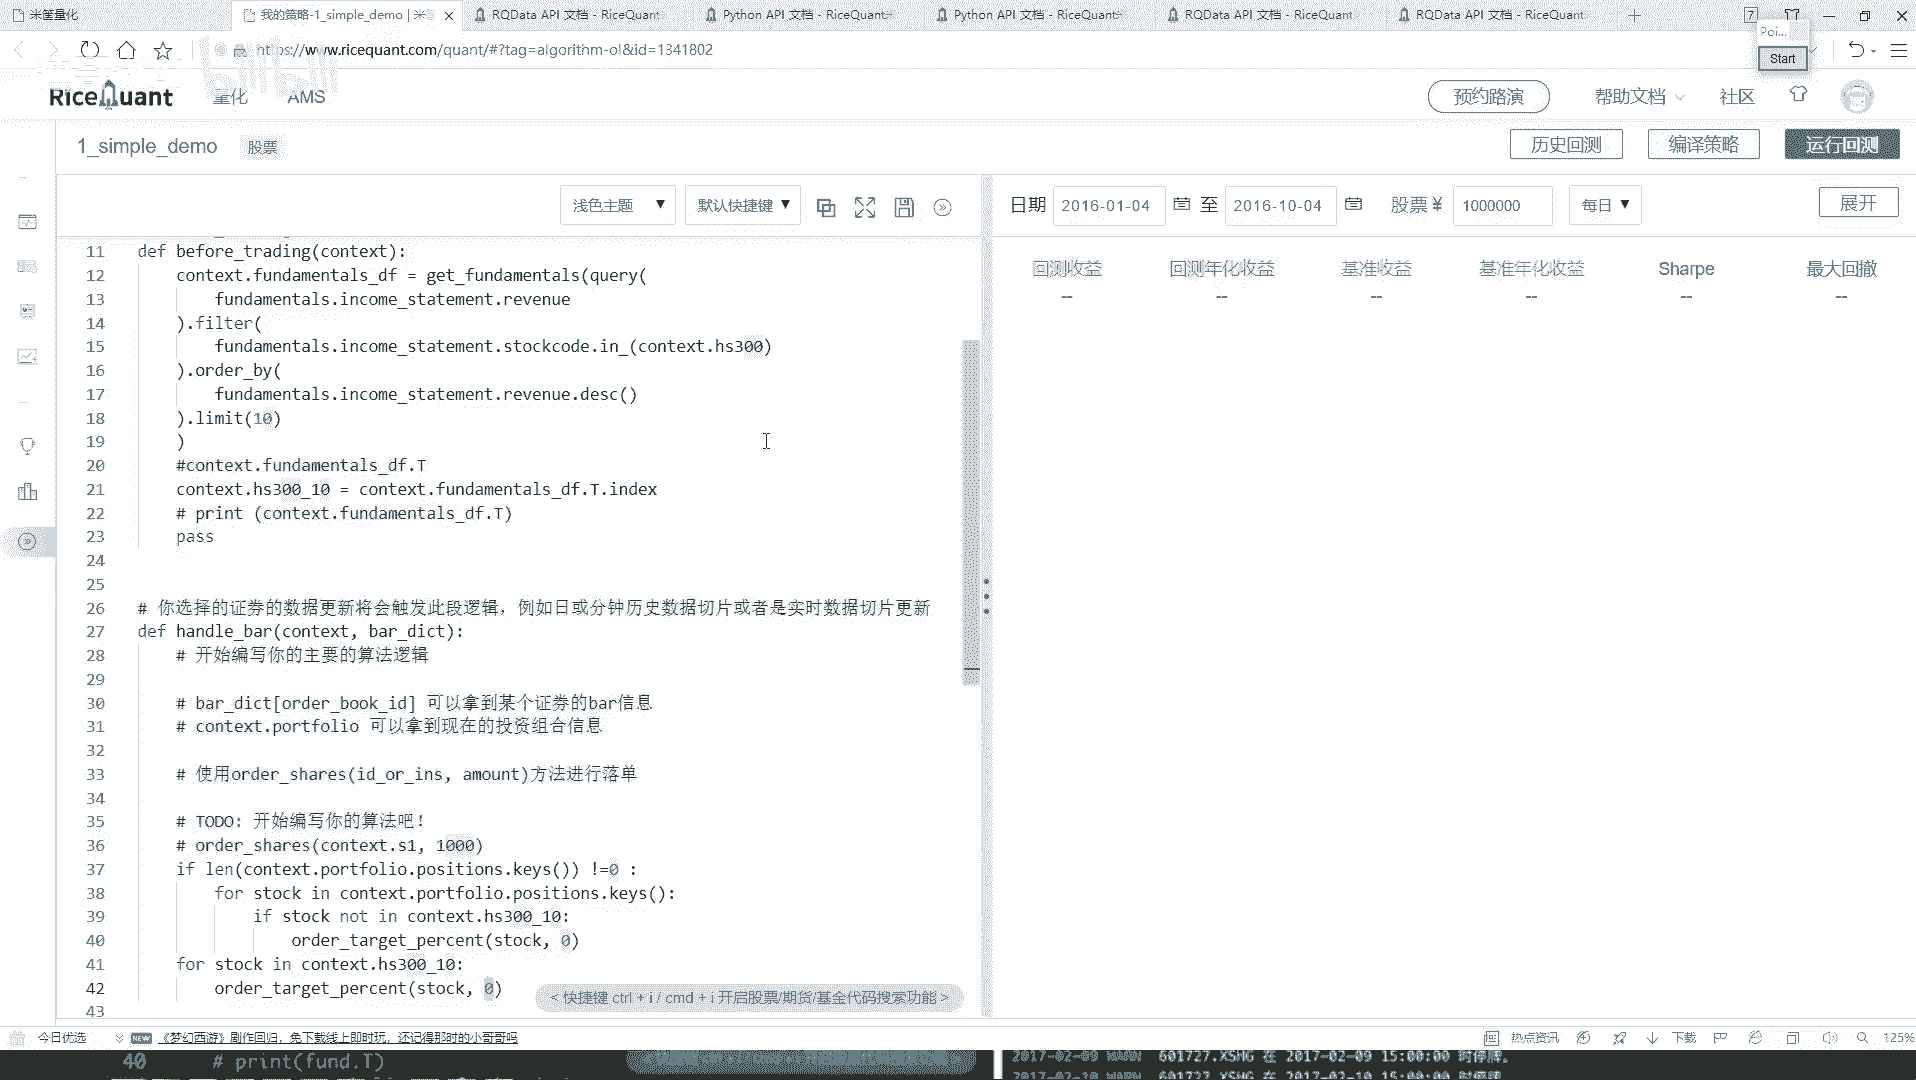 米筐量化
我的策略-1_simple_demo | 米筐
RQData API 文档 - RiceQuant
Python API 文档 - RiceQuant
Python API 文档 - RiceQuant
RQData API 文档 - RiceQuant
RQData API 文档 - RiceQuant
7
Poi...
Start
https://www.ricequant.com/quant/#?tag=algorithm-ol&id=1341802
RiceQuant
量化
AMS
预约路演
帮助文档
社区
1_simple_demo
股票
历史回测
编译策略
运行回测
浅色主题 ▼
默认快捷键 ▼
日期
2016-01-04
至
2016-10-04
股票 ¥
1000000
每日 ▼
展开
回测收益
回测年化收益
基准收益
基准年化收益
Sharpe
最大回撤
--
--
--
--
--
--
11 def before_trading(context):
12 context.fundamentals_df = get_fundamentals(query(
13 fundamentals.income_statement.revenue
14 ).filter(
15 fundamentals.income_statement.stockcode.in_(context.hs300)
16 ).order_by(
17 fundamentals.income_statement.revenue.desc()
18 ).limit(10)
19 )
20 #context.fundamentals_df.T
21 context.hs300_10 = context.fundamentals_df.T.index
22 # print (context.fundamentals_df.T)
23 pass
24
25
26 # 你选择的证券的数据更新将会触发此段逻辑，例如日或分钟历史数据切片或者是实时数据切片更新
27 def handle_bar(context, bar_dict):
28 # 开始编写你的主要的算法逻辑
29
30 # bar_dict[order_book_id] 可以拿到某个证券的bar信息
31 # context.portfolio 可以拿到现在的投资组合信息
32
33 # 使用order_shares(id_or_ins, amount)方法进行落单
34
35 # TODO: 开始编写你的算法吧！
36 # order_shares(context.s1, 1000)
37 if len(context.portfolio.positions.keys()) !=0 :
38 for stock in context.portfolio.positions.keys():
39 if stock not in context.hs300_10:
40 order_target_percent(stock, 0)
41 for stock in context.hs300_10:
42 order_target_percent(stock, 0)
43
< 快捷键 ctrl + i / cmd + i 开启股票/期货/基金代码搜索功能 >
今日优选
NEW
《梦幻西游》剧作回归，免下载线上即时玩，还记得那时的小哥哥吗
热点资讯
下载
125%
40 # print(fund.T)
2017-02-09 WARN 601727.XSHG 在 2017-02-09 15:00:00 时停牌。
2017-02-10 WARN 601727.XSHG 在 2017-02-10 15:00:00 时停牌。